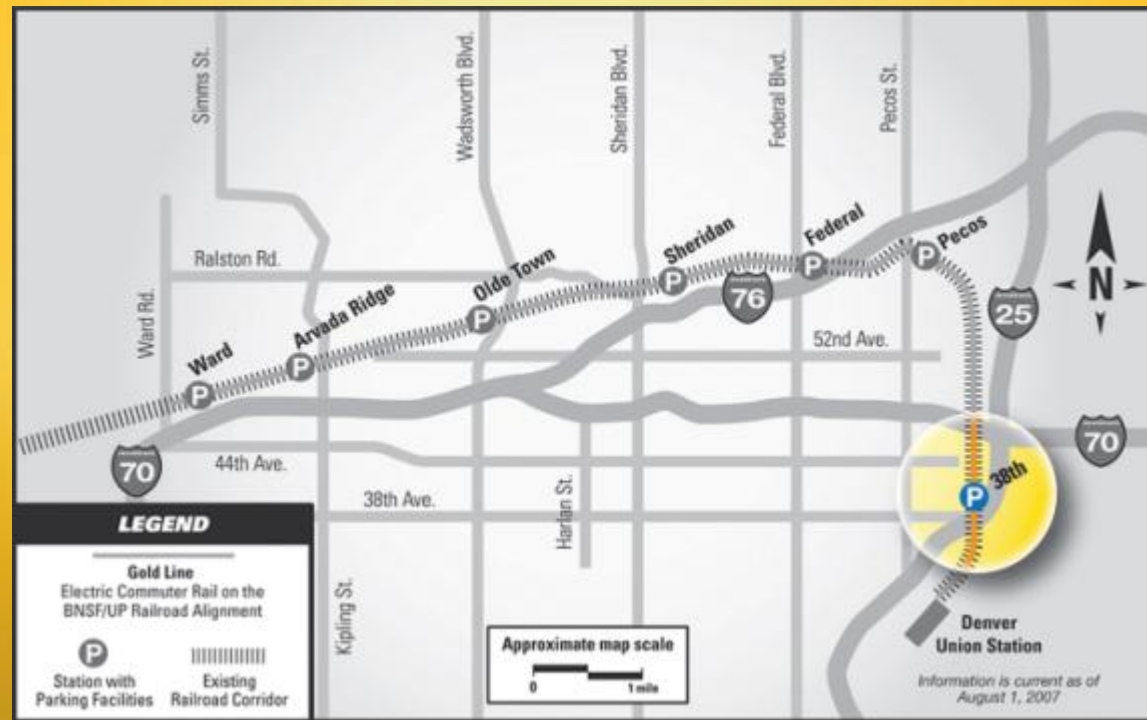 Simms St.
Wadsworth Blvd.
Sheridan Blvd.
Federal Blvd.
Pecos St.
Ralston Rd.
Ward Rd.
Ward
P
Arvada Ridge
P
Olde Town
P
Sheridan
P
Federal
P
Pecos
P
76
N
25
52nd Ave.
70
70
44th Ave.
38th Ave.
Harlan St.
Kipling St.
38th
P
Denver
Union Station
LEGEND
Gold Line
Electric Commuter Rail on the
BNSF/UP Railroad Alignment
P
Station with
Parking Facilities
Existing
Railroad Corridor
Approximate map scale
0 1 mile
Information is current as of
August 1, 2007